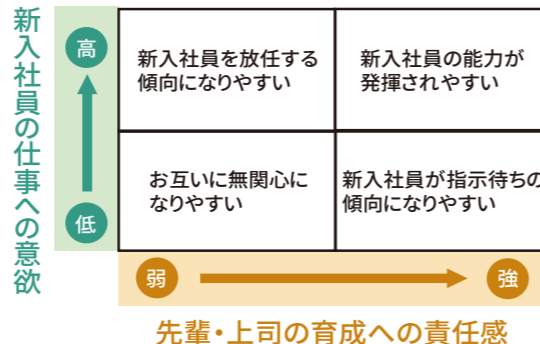 新入社員の仕事への意欲
高
新入社員を放任する
傾向になりやすい
新入社員の能力が
発揮されやすい
低
お互いに無関心に
なりやすい
新入社員が指示待ちの
傾向になりやすい
弱
強
先輩・上司の育成への責任感